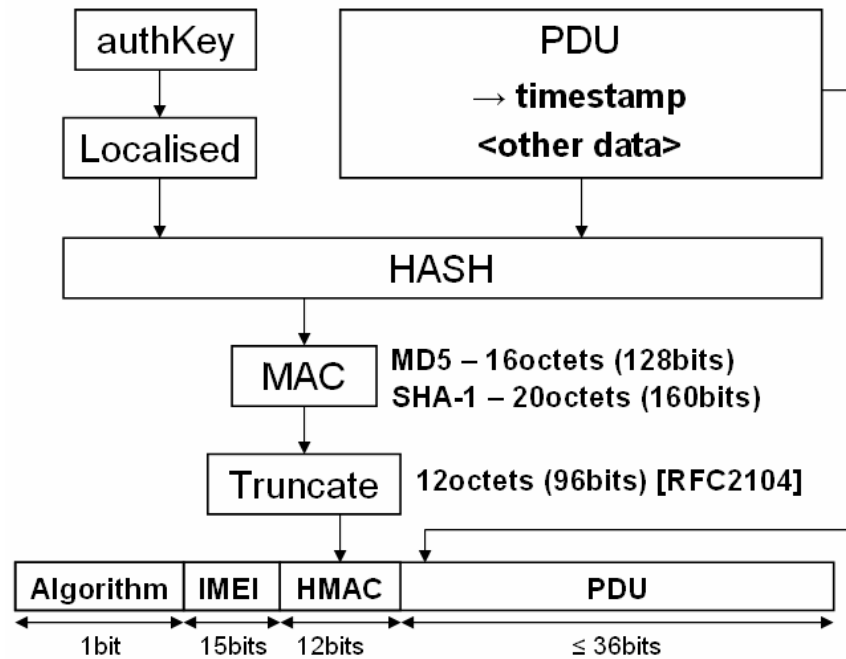 authKey
PDU
→ timestamp
<other data>
Localised
HASH
MAC
MD5 – 16octets (128bits)
SHA-1 – 20octets (160bits)
Truncate
12octets (96bits) [RFC2104]
Algorithm IMEI HMAC PDU
1bit 15bits 12bits ≤ 36bits